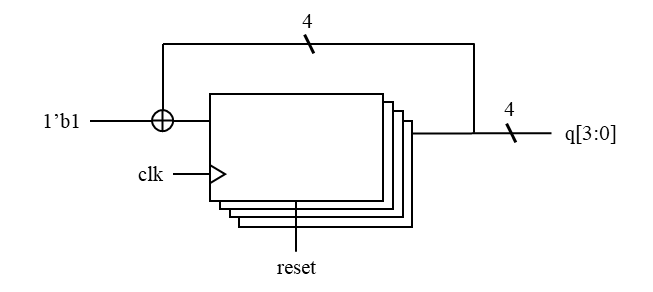 4
1’b1
4
q[3:0]
clk
reset